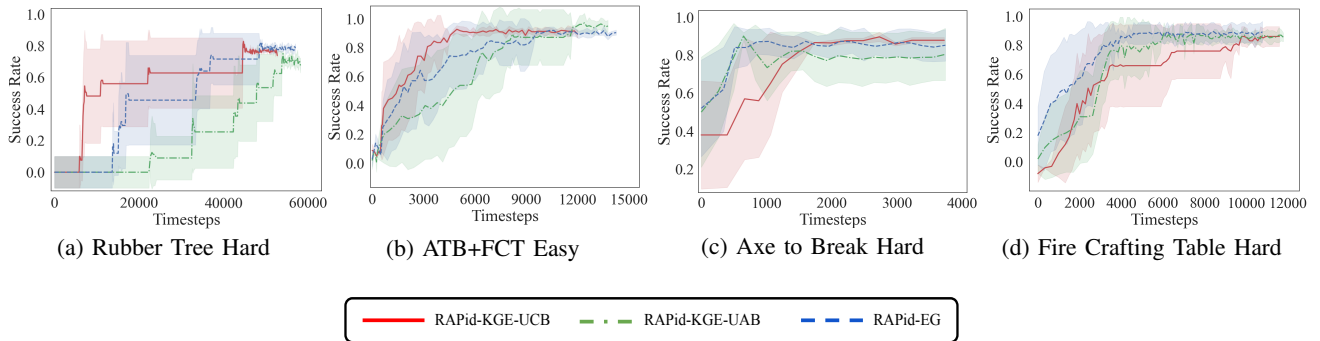 1.0
0.8
0.6
0.4
0.2
0.0
Success Rate
0 20000 40000 60000
Timesteps
(a) Rubber Tree Hard
1.0
0.8
0.6
0.4
0.2
0.0
Success Rate
0 3000 6000 9000 12000 15000
Timesteps
(b) ATB+FCT Easy
1.0
0.8
0.6
0.4
0.2
Success Rate
0 1000 2000 3000 4000
Timesteps
(c) Axe to Break Hard
1.0
0.8
0.6
0.4
0.2
0.0
Success Rate
0 2000 4000 6000 8000 10000 12000
Timesteps
(d) Fire Crafting Table Hard
RAPid-KGE-UCB RAPid-KGE-UAB RAPid-EG